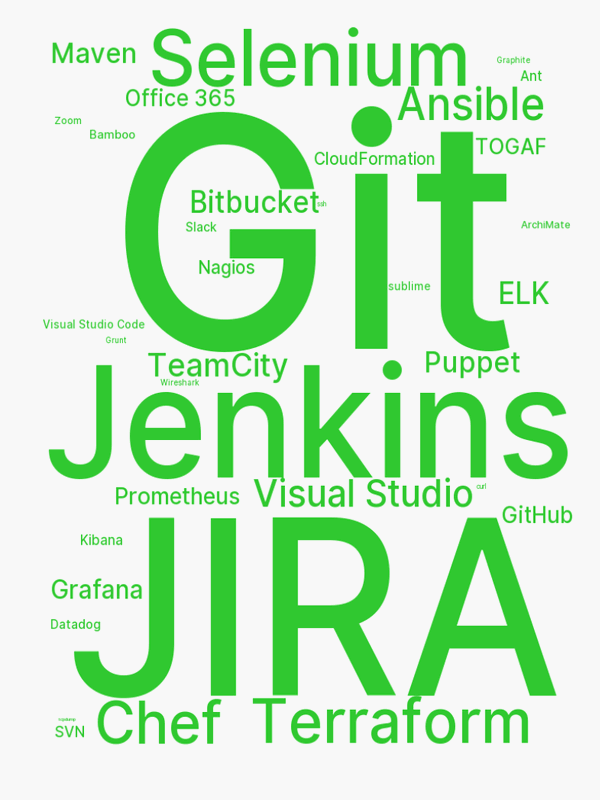 Maven
Selenium
Graphite
Ant
Office 365
Ansible
Zoom
Bamboo
TOGAF
CloudFormation
Git
Bitbucket
ssh
Slack
ArchiMate
Nagios
sublime
ELK
Visual Studio Code
Grunt
TeamCity
Puppet
Wireshark
Jenkins
Prometheus
Visual Studio
curl
GitHub
Kibana
JIRA
Grafana
Datadog
Chef
Terraform
SVN